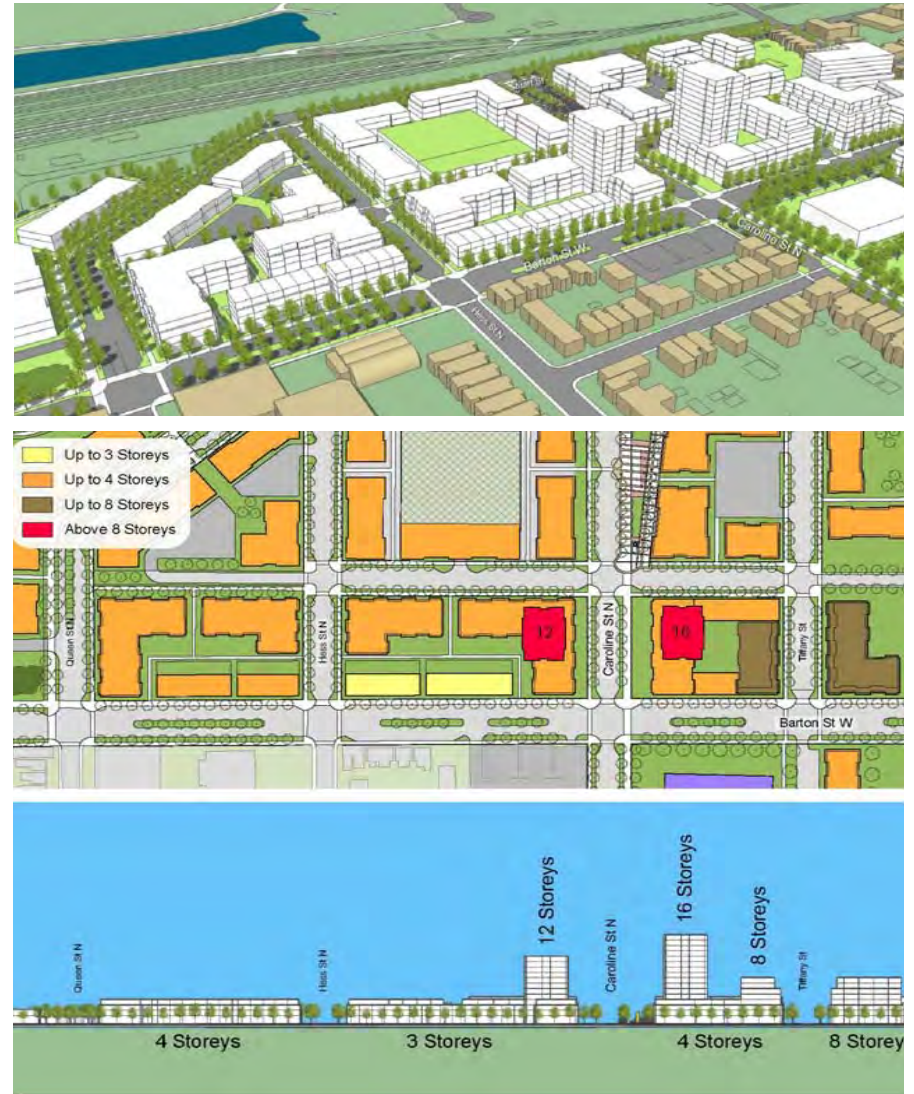 Caroline St N
Barton St W
Hess St N
Up to 3 Storeys
Up to 4 Storeys
Up to 8 Storeys
Above 8 Storeys
Queen St N
Hess St N
12
Caroline St N
16
Tiffany St
Barton St W
Queen St N
Hess St N
12 Storeys
Caroline St N
16 Storeys
8 Storeys
Tiffany St
4 Storeys
3 Storeys
4 Storeys
8 Storey